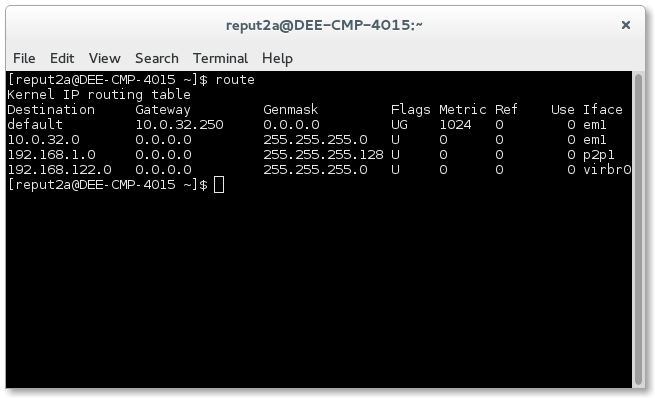 reput2a@DEE-CMP-4015:~
File Edit View Search Terminal Help
[reput2a@DEE-CMP-4015 ~]$ route
Kernel IP routing table
Destination     Gateway         Genmask         Flags Metric Ref    Use Iface
default         10.0.32.250     0.0.0.0         UG    1024   0        0 em1
10.0.32.0       0.0.0.0         255.255.255.0   U     0      0        0 em1
192.168.1.0     0.0.0.0         255.255.255.128 U     0      0        0 p2p1
192.168.122.0   0.0.0.0         255.255.255.0   U     0      0        0 virbr0
[reput2a@DEE-CMP-4015 ~]$